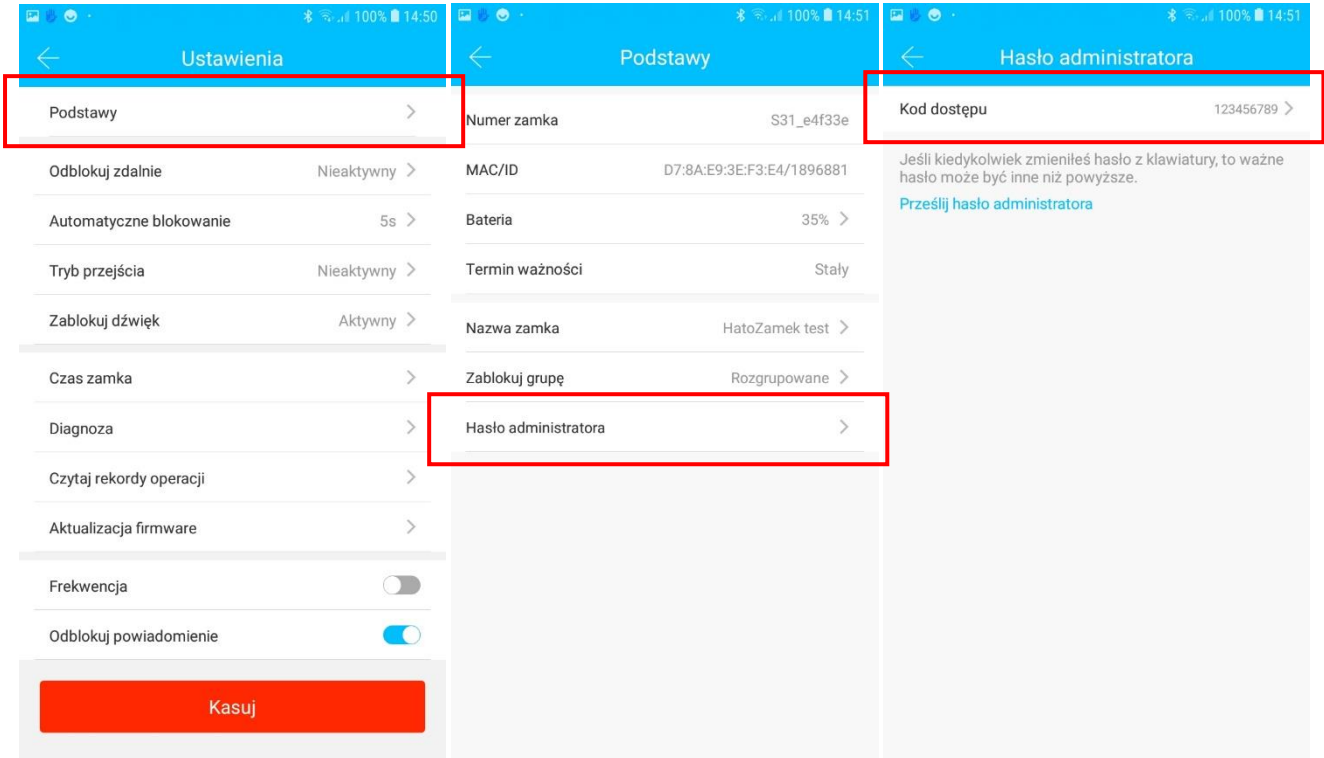 100% 14:50
Ustawienia
Podstawy
Odblokuj zdalnie Nieaktywny
Automatyczne blokowanie 5s
Tryb przejścia Nieaktywny
Zablokuj dźwięk Aktywny
Czas zamka
Diagnoza
Czytaj rekordy operacji
Aktualizacja firmware
Frekwencja
Odblokuj powiadomienie
Kasuj
100% 14:51
Podstawy
Numer zamka S31_e4f33e
MAC/ID D7:8A:E9:3E:F3:E4/1896881
Bateria 35%
Termin ważności Stały
Nazwa zamka HatoZamek test
Zablokuj grupę Rozgrupowane
Hasło administratora
100% 14:51
Hasło administratora
Kod dostępu 123456789
Jeśli kiedykolwiek zmieniłeś hasło z klawiatury, to ważne
hasło może być inne niż powyższe.
Prześlij hasło administratora